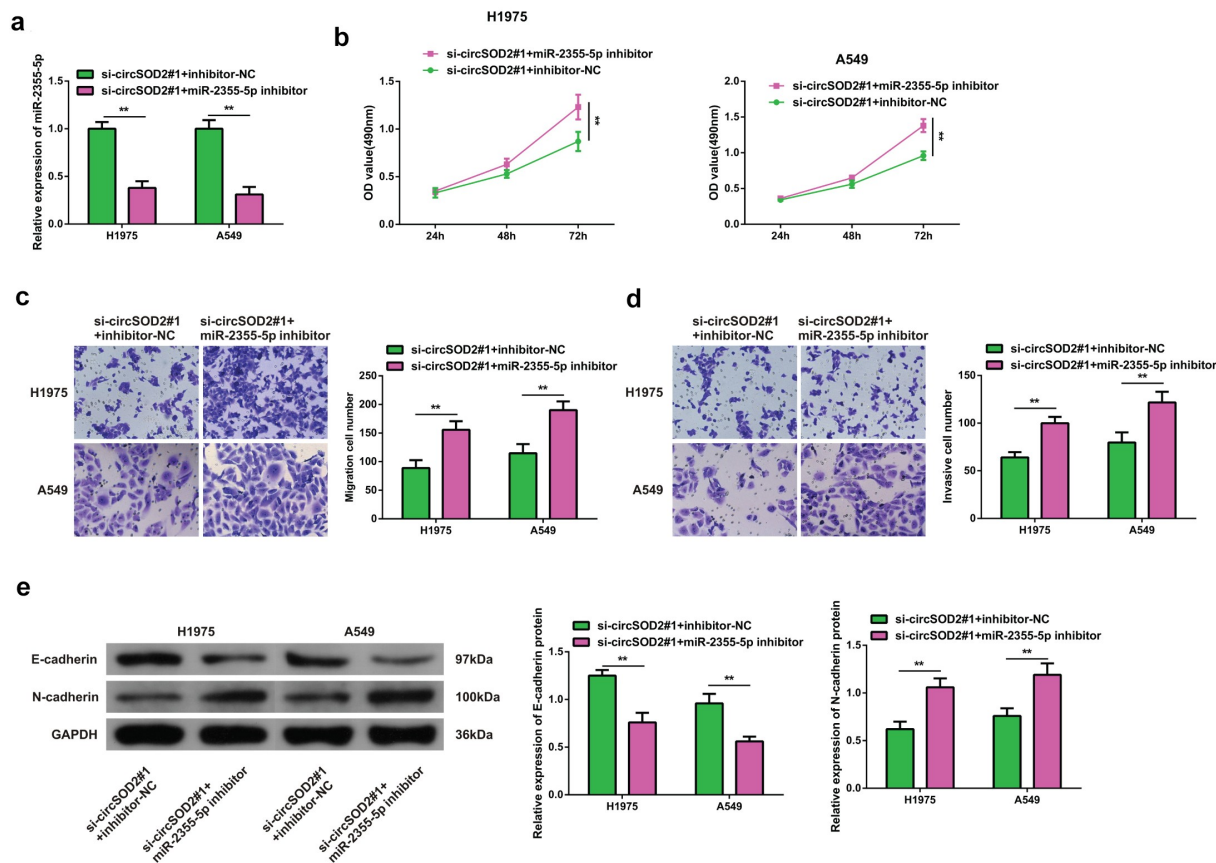 a
si-circSOD2#1+inhibitor-NC
si-circSOD2#1+miR-2355-5p inhibitor
Relative expression of miR-2355-5p
1.5
1.0
0.5
0.0
**
**
H1975
A549
b
H1975
si-circSOD2#1+miR-2355-5p inhibitor
si-circSOD2#1+inhibitor-NC
OD value(490nm)
1.5
1.0
0.5
0.0
**
24h
48h
72h
A549
si-circSOD2#1+miR-2355-5p inhibitor
si-circSOD2#1+inhibitor-NC
OD value(490nm)
2.0
1.5
1.0
0.5
0.0
**
24h
48h
72h
c
si-circSOD2#1
+inhibitor-NC
si-circSOD2#1+
miR-2355-5p inhibitor
H1975
A549
si-circSOD2#1+inhibitor-NC
si-circSOD2#1+miR-2355-5p inhibitor
Migration cell number
250
200
150
100
50
0
**
**
H1975
A549
d
si-circSOD2#1
+inhibitor-NC
si-circSOD2#1+
miR-2355-5p inhibitor
H1975
A549
si-circSOD2#1+inhibitor-NC
si-circSOD2#1+miR-2355-5p inhibitor
Invasive cell number
150
100
50
0
**
**
H1975
A549
e
H1975
A549
E-cadherin
97kDa
N-cadherin
100kDa
GAPDH
36kDa
si-circSOD2#1
+inhibitor-NC
si-circSOD2#1+
miR-2355-5p inhibitor
si-circSOD2#1
+inhibitor-NC
si-circSOD2#1+
miR-2355-5p inhibitor
si-circSOD2#1+inhibitor-NC
si-circSOD2#1+miR-2355-5p inhibitor
Relative expression of E-cadherin protein
1.5
1.0
0.5
0.0
**
**
H1975
A549
si-circSOD2#1+inhibitor-NC
si-circSOD2#1+miR-2355-5p inhibitor
Relative expression of N-cadherin protein
1.5
1.0
0.5
0.0
**
**
H1975
A549